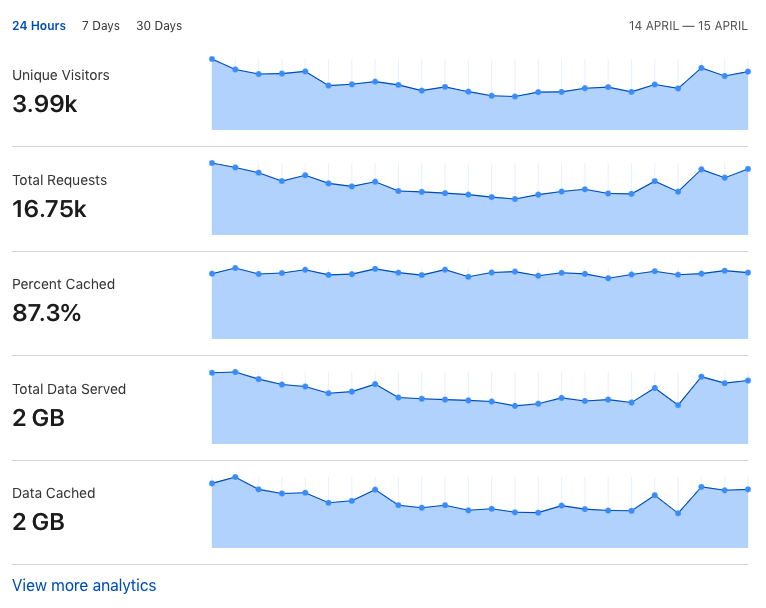 24 Hours 7 Days 30 Days 14 APRIL — 15 APRIL
Unique Visitors
3.99k
Total Requests
16.75k
Percent Cached
87.3%
Total Data Served
2 GB
Data Cached
2 GB
View more analytics